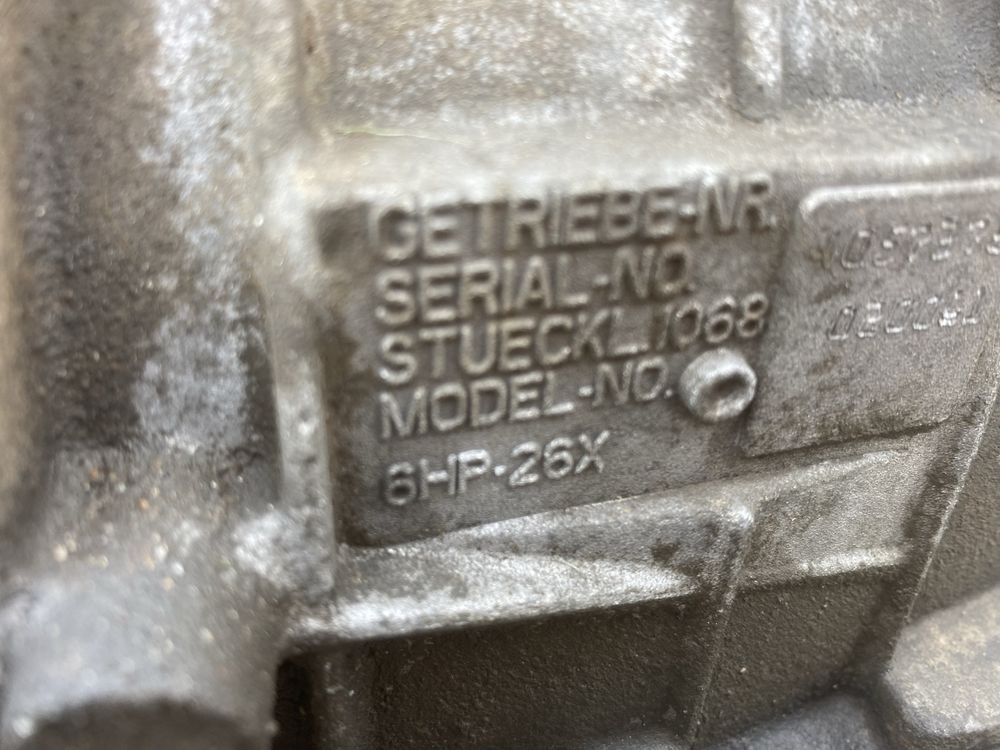 GETRIEBE-NR.
SERIAL-NO.
STUECKL.1068
MODEL-NO.
6HP-26X